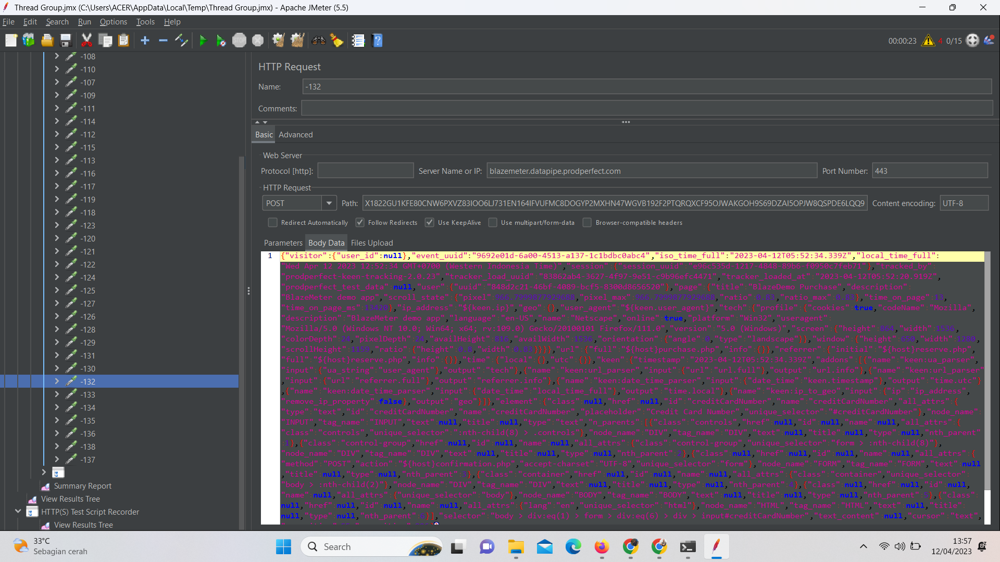 Thread Group.jmx (C:\Users\ACER\AppData\Local\Temp\Thread Group.jmx) - Apache JMeter (5.5)
File Edit Search Run Options Tools Help
00:00:23 4 0/15
-108
-110
-107
-109
-111
-114
-112
-115
-113
-116
-117
-119
-118
-123
-120
-121
-122
-124
-125
-127
-126
-128
-129
-131
-130
-132
-133
-134
-135
-136
-138
-137
Summary Report
View Results Tree
HTTP(S) Test Script Recorder
View Results Tree
HTTP Request
Name: -132
Comments:
Basic Advanced
Web Server
Protocol [http]: Server Name or IP: blazemeter.datapipe.prodperfect.com Port Number: 443
HTTP Request
POST Path: X1822GU1KFE80CNW6PXVZ83IOO6LJ731EN164IFVUFMC8DOGYP2MXHN47WGVB192F2PTQRQXCF95OJWAKGOH9S69DZAI5OPJW8QSPDE6LQQ9 Content encoding: UTF-8
Redirect Automatically Follow Redirects Use KeepAlive Use multipart/form-data Browser-compatible headers
Parameters Body Data Files Upload
1 {"visitor":{"user_id":null},"event_uuid":"9692e01d-6a00-4513-a137-1c1bdbc0abc4","iso_time_full":"2023-04-12T05:52:34.339Z","local_time_full":
"Wed Apr 12 2023 12:52:34 GMT+0700 (Western Indonesia Time)","session":{"session_uuid":"e96c535d-1217-4848-89b6-f0950c7feb71"},"tracked_by":
"prodperfect-keen-tracking-2.0.23","tracker_load_uuid":"83862ab4-3627-4f97-9e51-c9b96efc4471","tracker_loaded_at":"2023-04-12T05:52:20.919Z",
"prodperfect_test_data":null,"user":{"uuid":"848d2c21-46bf-4089-bcf5-8300d8656520"},"page":{"title":"BlazeDemo Purchase","description":
"BlazeMeter demo app","scroll_state":{"pixel":966.7999877929688,"pixel_max":966.7999877929688,"ratio":0.83,"ratio_max":0.83},"time_on_page":13,
"time_on_page_ms":13420},"ip_address":"${keen.ip}","geo":{},"user_agent":"${keen.user_agent}","tech":{"profile":{"cookies":true,"codeName":"Mozilla",
"description":"BlazeMeter demo app","language":"en-US","name":"Netscape","online":true,"platform":"Win32","useragent":
"Mozilla/5.0 (Windows NT 10.0; Win64; x64; rv:109.0) Gecko/20100101 Firefox/111.0","version":"5.0 (Windows)","screen":{"height":864,"width":1536,
"colorDepth":24,"pixelDepth":24,"availHeight":816,"availWidth":1536,"orientation":{"angle":0,"type":"landscape"}},"window":{"height":650,"width":1280,
"scrollHeight":1159,"ratio":{"height":0.8,"width":0.83}}}},"url":{"full":"${host}purchase.php","info":{}},"referrer":{"initial":"${host}reserve.php",
"full":"${host}reserve.php","info":{}},"time":{"local":{},"utc":{}},"keen":{"timestamp":"2023-04-12T05:52:34.339Z","addons":[{"name":"keen:ua_parser",
"input":{"ua_string":"user_agent"},"output":"tech"},{"name":"keen:url_parser","input":{"url":"url.full"},"output":"url.info"},{"name":"keen:url_parser"
,"input":{"url":"referrer.full"},"output":"referrer.info"},{"name":"keen:date_time_parser","input":{"date_time":"keen.timestamp"},"output":"time.utc"}
,{"name":"keen:date_time_parser","input":{"date_time":"local_time_full"},"output":"time.local"},{"name":"keen:ip_to_geo","input":{"ip":"ip_address",
"remove_ip_property":false},"output":"geo"}]},"element":{"class":null,"href":null,"id":"creditCardNumber","name":"creditCardNumber","all_attrs":{
"type":"text","id":"creditCardNumber","name":"creditCardNumber","placeholder":"Credit Card Number","unique_selector":"#creditCardNumber"},"node_name":
"INPUT","tag_name":"INPUT","text":null,"title":null,"type":"text","n_parents":[{"class":"controls","href":null,"id":null,"name":null,"all_attrs":{
"class":"controls","unique_selector":":nth-child(8) > .controls"},"node_name":"DIV","tag_name":"DIV","text":null,"title":null,"type":null,"nth_parent":
1},{"class":"control-group","href":null,"id":null,"name":null,"all_attrs":{"class":"control-group","unique_selector":"form > :nth-child(8)"},
"node_name":"DIV","tag_name":"DIV","text":null,"title":null,"type":null,"nth_parent":2},{"class":null,"href":null,"id":null,"name":null,"all_attrs":{
"method":"POST","action":"${host}confirmation.php","accept-charset":"UTF-8","unique_selector":"form"},"node_name":"FORM","tag_name":"FORM","text":null
,"title":null,"type":null,"nth_parent":3},{"class":"container","href":null,"id":null,"name":null,"all_attrs":{"class":"container","unique_selector":
"body > :nth-child(2)"},"node_name":"DIV","tag_name":"DIV","text":null,"title":null,"type":null,"nth_parent":4},{"class":null,"href":null,"id":null,
"name":null,"all_attrs":{"unique_selector":"body"},"node_name":"BODY","tag_name":"BODY","text":null,"title":null,"type":null,"nth_parent":5},{"class":
null,"href":null,"id":null,"name":null,"all_attrs":{"lang":"en","unique_selector":"html"},"node_name":"HTML","tag_name":"HTML","text":null,"title":
null,"type":null,"nth_parent":6}],"selector":"body > div:eq(1) > form > div:eq(6) > div > input#creditCardNumber","text_content":null,"cursor":"text",
33°C
Sebagian cerah
Search
13:57
12/04/2023